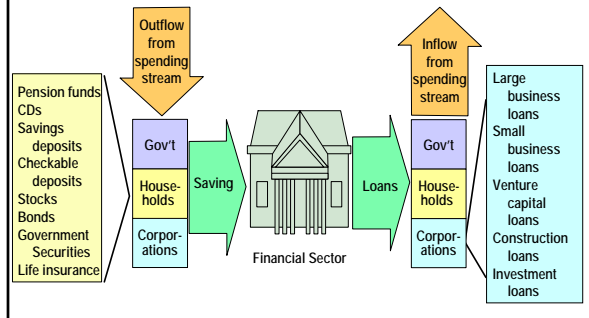 Outflow
from
spending
stream
Inflow
from
spending
stream
Pension funds
CDs
Savings
deposits
Checkable
deposits
Stocks
Bonds
Government
Securities
Life insurance
Gov't
House-
holds
Corpor-
ations
Saving
Financial Sector
Loans
Gov't
House-
holds
Corpor-
ations
Large
business
loans
Small
business
loans
Venture
capital
loans
Construction
loans
Investment
loans